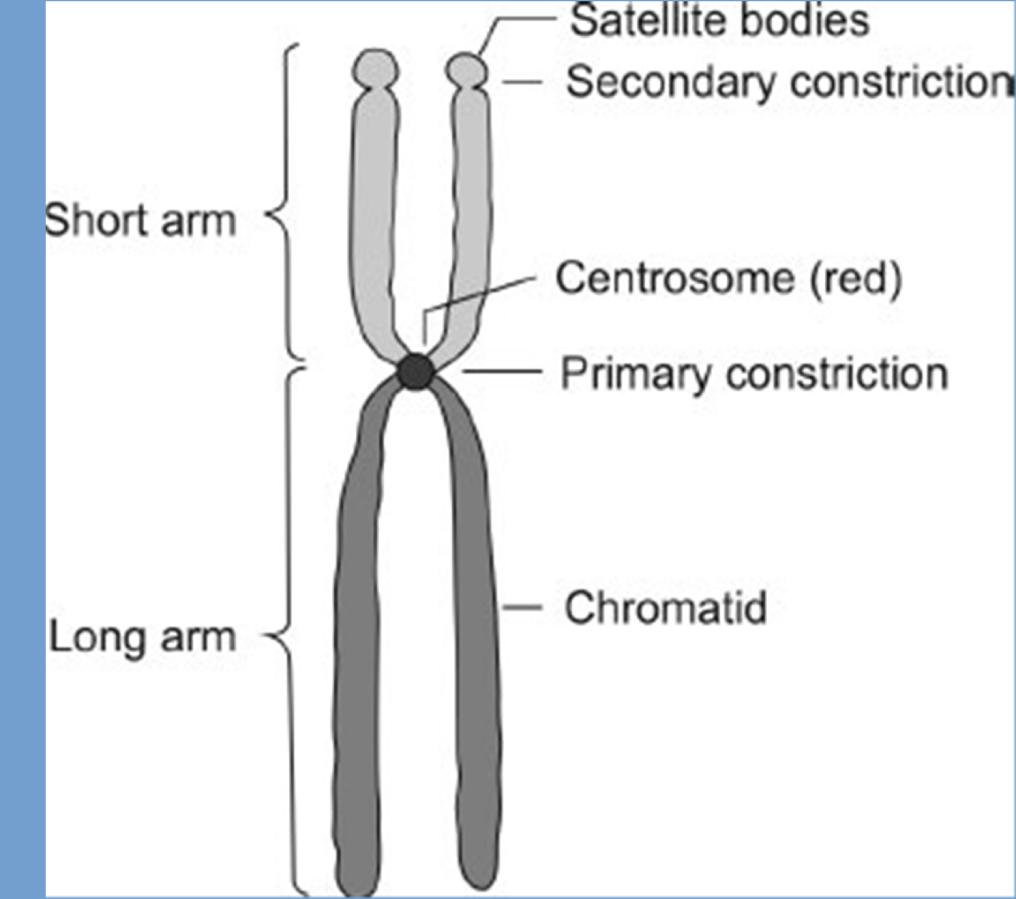 Satellite bodies
Secondary constriction
Short arm
Centrosome (red)
Primary constriction
Chromatid
Long arm